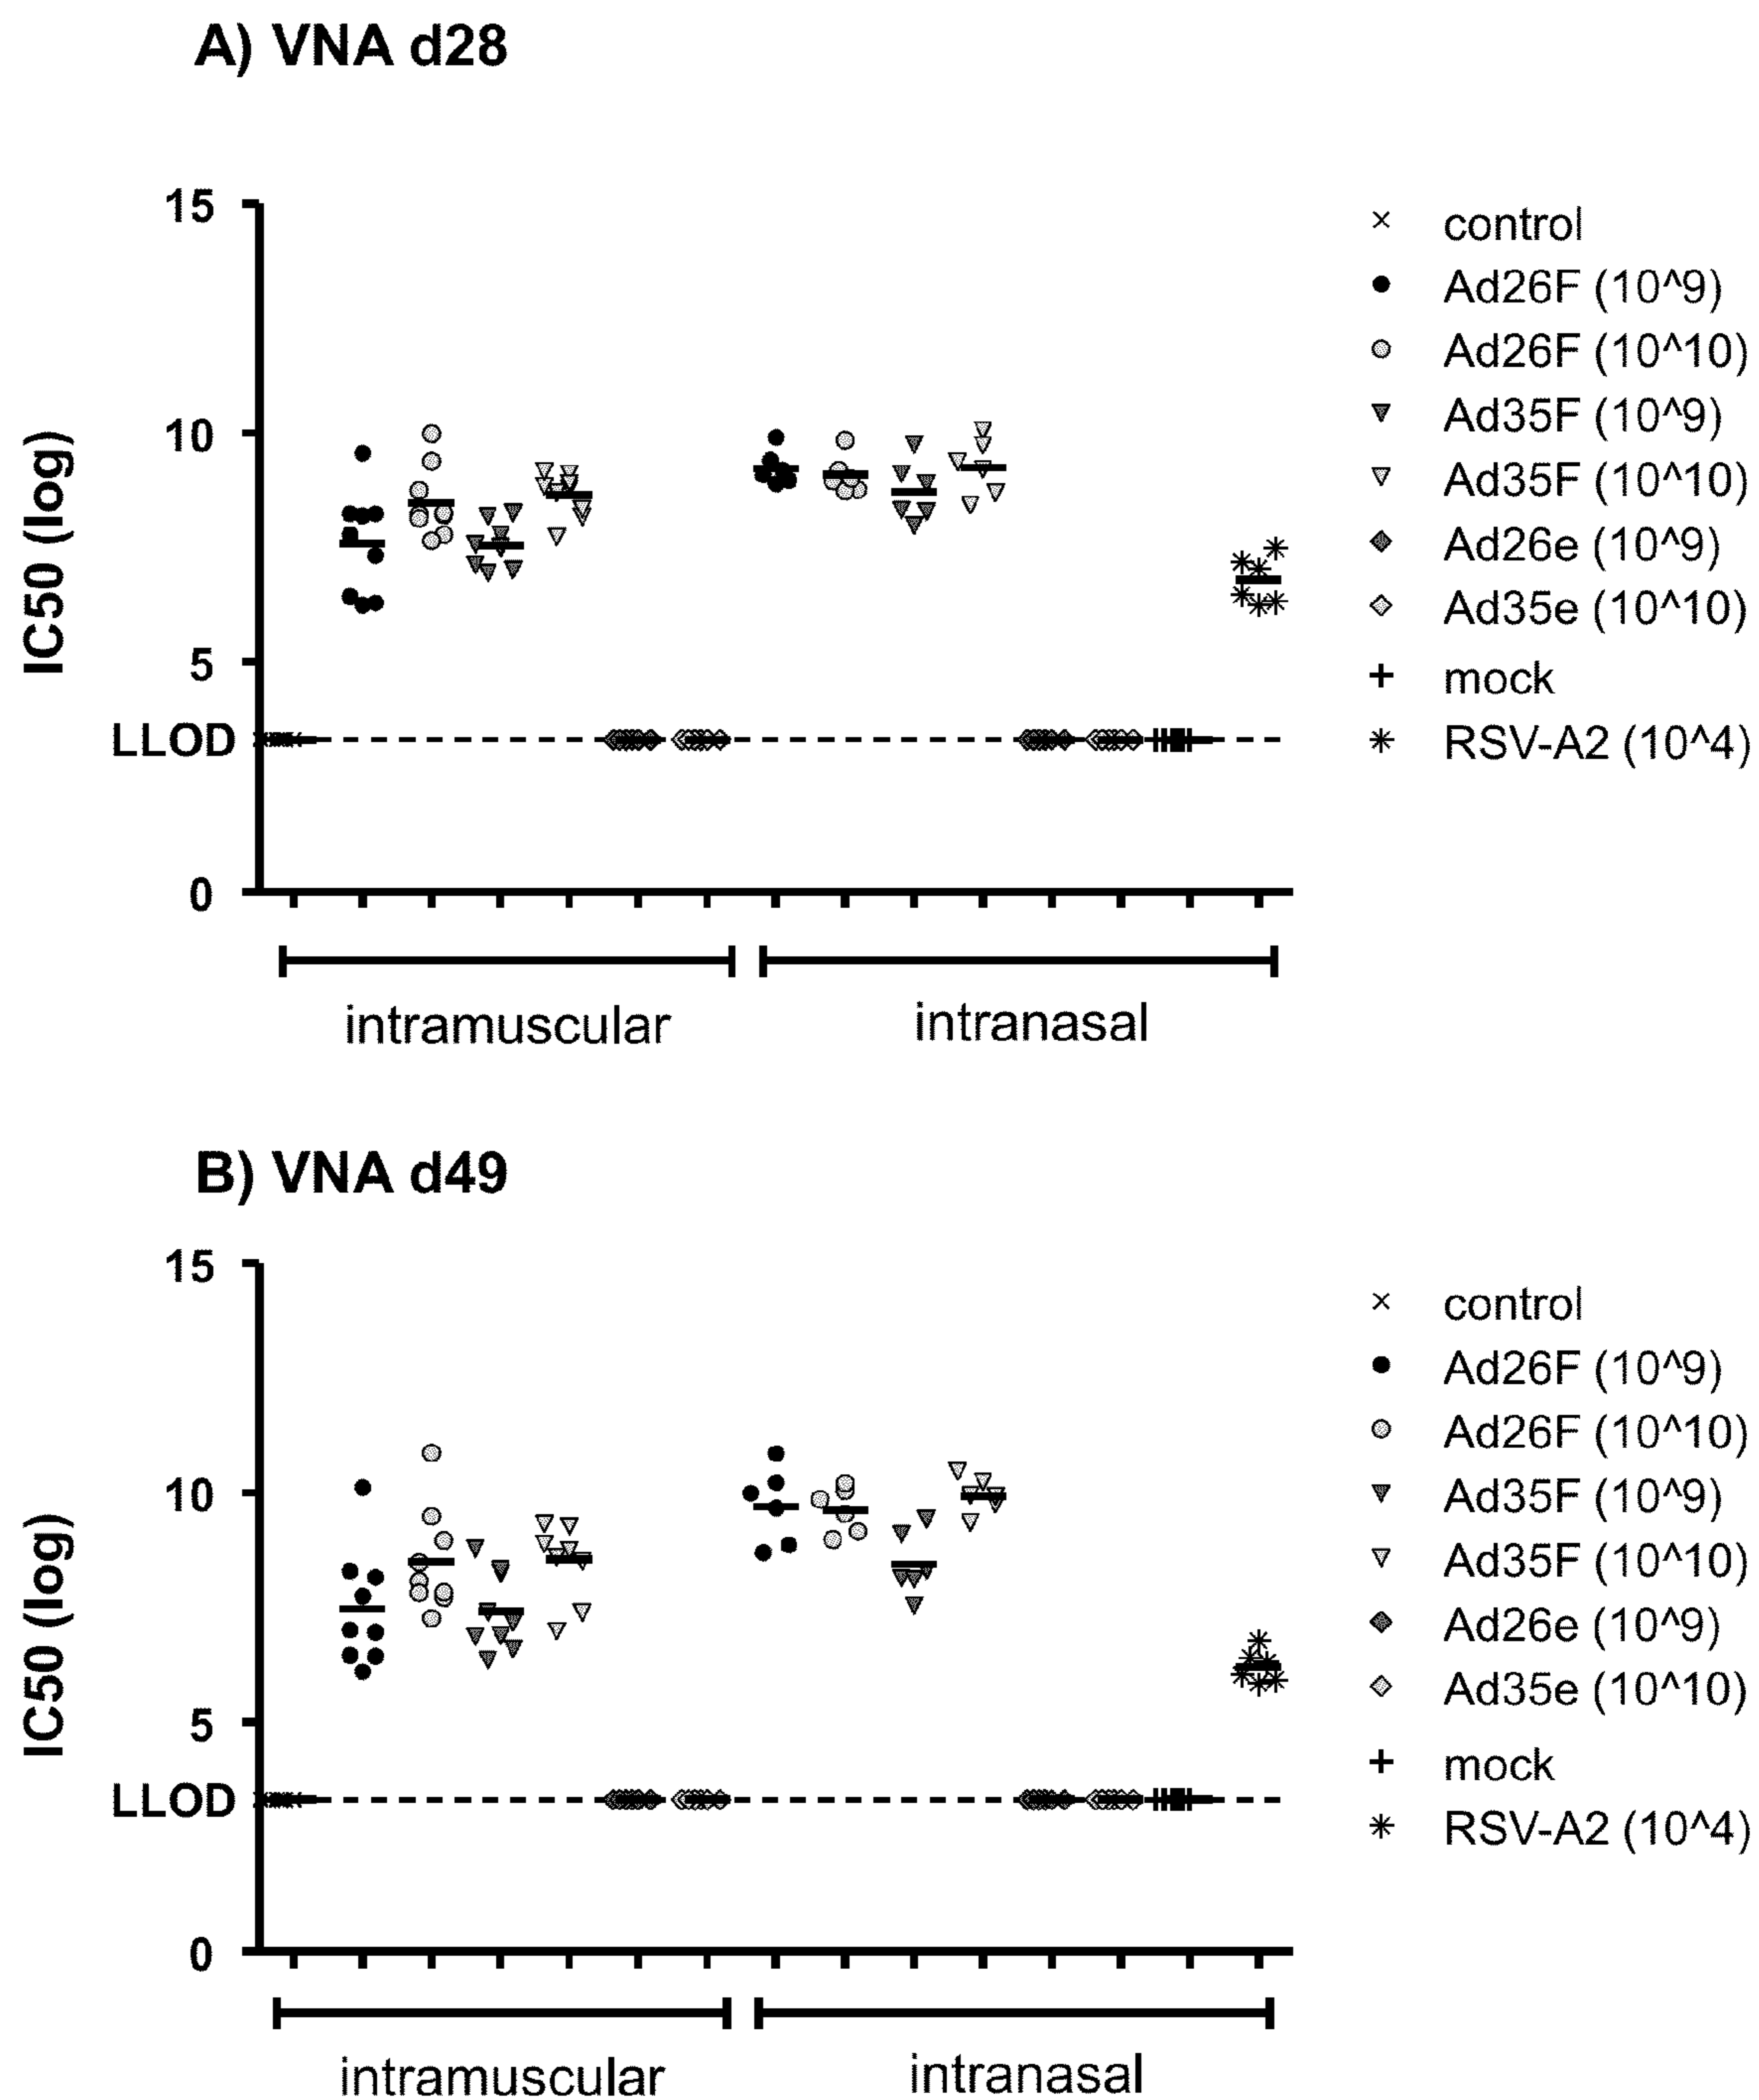 A) VNA d28
IC50 (log)
15
10
5
LLOD
0
intramuscular
intranasal
control
Ad26F (10^9)
Ad26F (10^10)
Ad35F (10^9)
Ad35F (10^10)
Ad26e (10^9)
Ad35e (10^10)
mock
RSV-A2 (10^4)
B) VNA d49
IC50 (log)
15
10
5
LLOD
0
intramuscular
intranasal
control
Ad26F (10^9)
Ad26F (10^10)
Ad35F (10^9)
Ad35F (10^10)
Ad26e (10^9)
Ad35e (10^10)
mock
RSV-A2 (10^4)